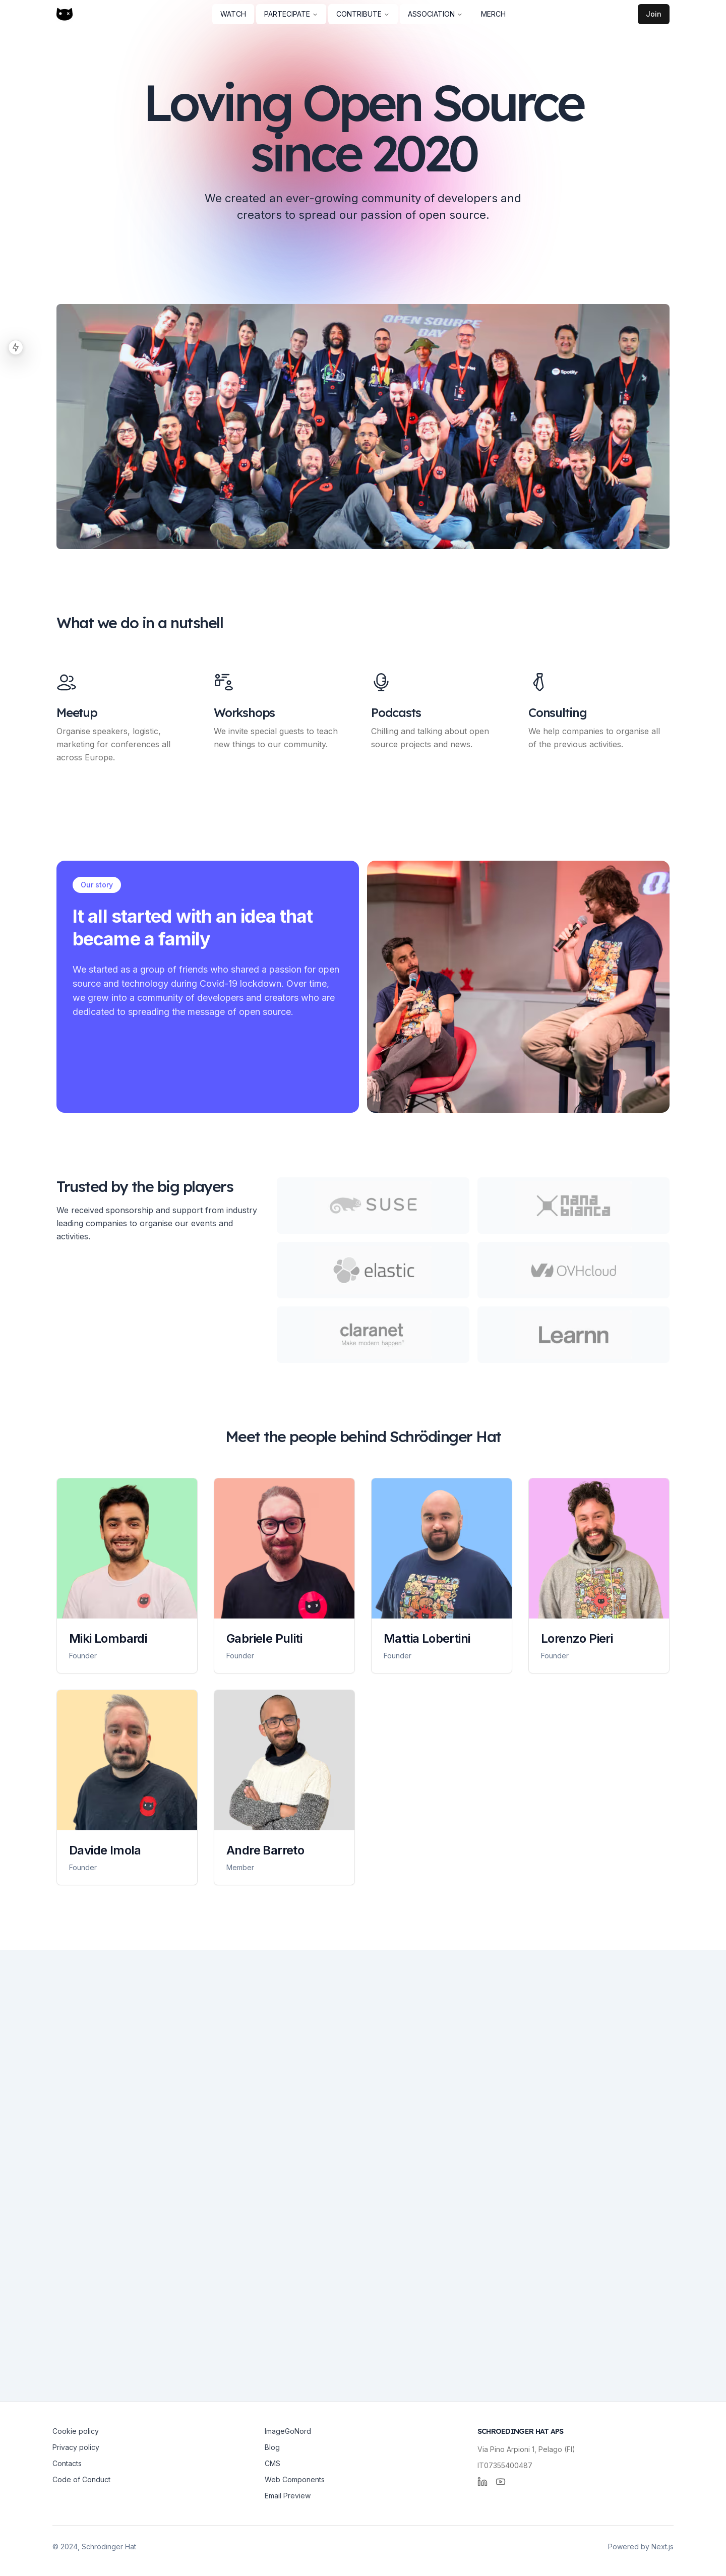 WATCH
PARTECIPATE
CONTRIBUTE
ASSOCIATION
MERCH
Join
Loving Open Source
since 2020
We created an ever-growing community of developers and
creators to spread our passion of open source.
OPEN SOURCE
DAY
Spotify
What we do in a nutshell
Meetup
Organise speakers, logistic,
marketing for conferences all
across Europe.
Workshops
We invite special guests to teach
new things to our community.
Podcasts
Chilling and talking about open
source projects and news.
Consulting
We help companies to organise all
of the previous activities.
Our story
It all started with an idea that
became a family
We started as a group of friends who shared a passion for open
source and technology during Covid-19 lockdown. Over time,
we grew into a community of developers and creators who are
dedicated to spreading the message of open source.
Trusted by the big players
We received sponsorship and support from industry
leading companies to organise our events and
activities.
SUSE
nana
bianca
elastic
OVHcloud
claranet
Make modern happen
Learnn
Meet the people behind Schrödinger Hat
Miki Lombardi
Founder
Gabriele Puliti
Founder
Mattia Lobertini
Founder
Lorenzo Pieri
Founder
Davide Imola
Founder
Andre Barreto
Member
Cookie policy
Privacy policy
Contacts
Code of Conduct
ImageGoNord
Blog
CMS
Web Components
Email Preview
SCHROEDINGER HAT APS
Via Pino Arpioni 1, Pelago (FI)
IT07355400487
© 2024, Schrödinger Hat
Powered by Next.js